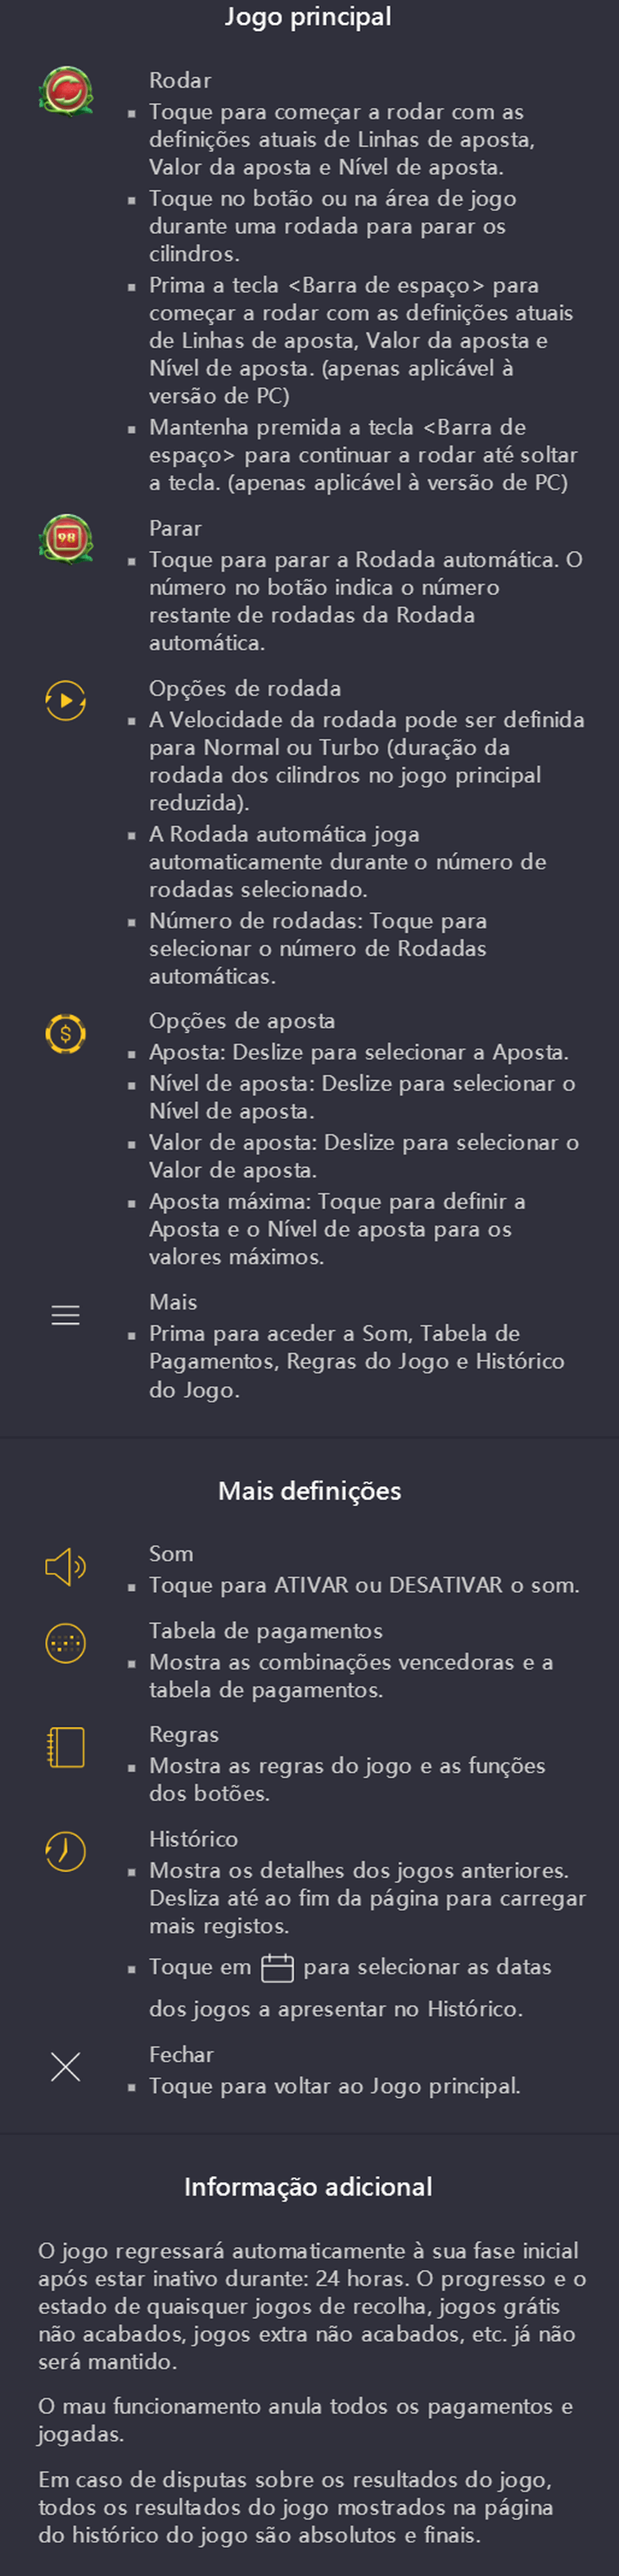 Jogo principal
Rodar
Toque para começar a rodar com as
definições atuais de Linhas de aposta,
Valor da aposta e Nível de aposta.
Toque no botão ou na área de jogo
durante uma rodada para parar os
cilindros.
Prima a tecla <Barra de espaço> para
começar a rodar com as definições atuais
de Linhas de aposta, Valor da aposta e
Nível de aposta. (apenas aplicável à
versão de PC)
Mantenha premida a tecla <Barra de
espaço> para continuar a rodar até soltar
a tecla. (apenas aplicável à versão de PC)
98
Parar
Toque para parar a Rodada automática. O
número no botão indica o número
restante de rodadas da Rodada
automática.
Opções de rodada
A Velocidade da rodada pode ser definida
para Normal ou Turbo (duração da
rodada dos cilindros no jogo principal
reduzida).
A Rodada automática joga
automaticamente durante o número de
rodadas selecionado.
Número de rodadas: Toque para
selecionar o número de Rodadas
automáticas.
$
Opções de aposta
Aposta: Deslize para selecionar a Aposta.
Nível de aposta: Deslize para selecionar o
Nível de aposta.
Valor de aposta: Deslize para selecionar o
Valor de aposta.
Aposta máxima: Toque para definir a
Aposta e o Nível de aposta para os
valores máximos.
Mais
Prima para aceder a Som, Tabela de
Pagamentos, Regras do Jogo e Histórico
do Jogo.
Mais definições
Som
Toque para ATIVAR ou DESATIVAR o som.
Tabela de pagamentos
Mostra as combinações vencedoras e a
tabela de pagamentos.
Regras
Mostra as regras do jogo e as funções
dos botões.
Histórico
Mostra os detalhes dos jogos anteriores.
Desliza até ao fim da página para carregar
mais registos.
Toque em para selecionar as datas
dos jogos a apresentar no Histórico.
Fechar
Toque para voltar ao Jogo principal.
Informação adicional
O jogo regressará automaticamente à sua fase inicial
após estar inativo durante: 24 horas. O progresso e o
estado de quaisquer jogos de recolha, jogos grátis
não acabados, jogos extra não acabados, etc. já não
será mantido.
O mau funcionamento anula todos os pagamentos e
jogadas.
Em caso de disputas sobre os resultados do jogo,
todos os resultados do jogo mostrados na página
do histórico do jogo são absolutos e finais.